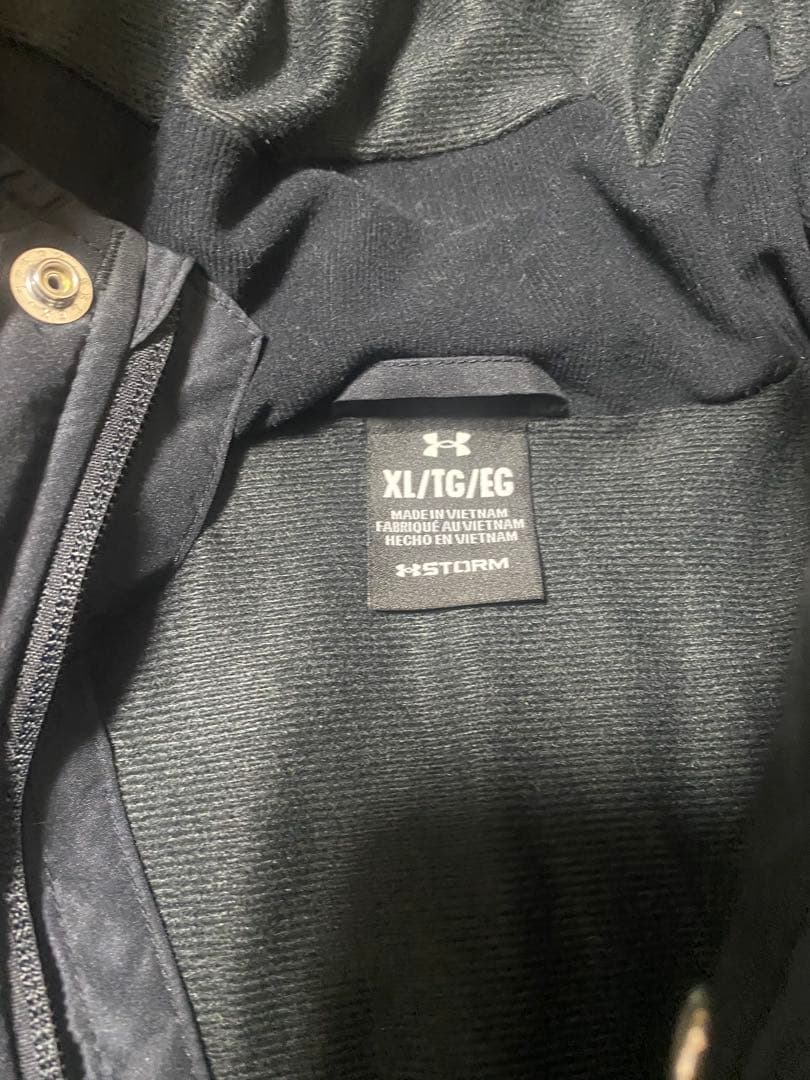 XL/TG/EG
MADE IN VIETNAM
FABRIQUÉ AU VIETNAM
HECHO EN VIETNAM
STORM